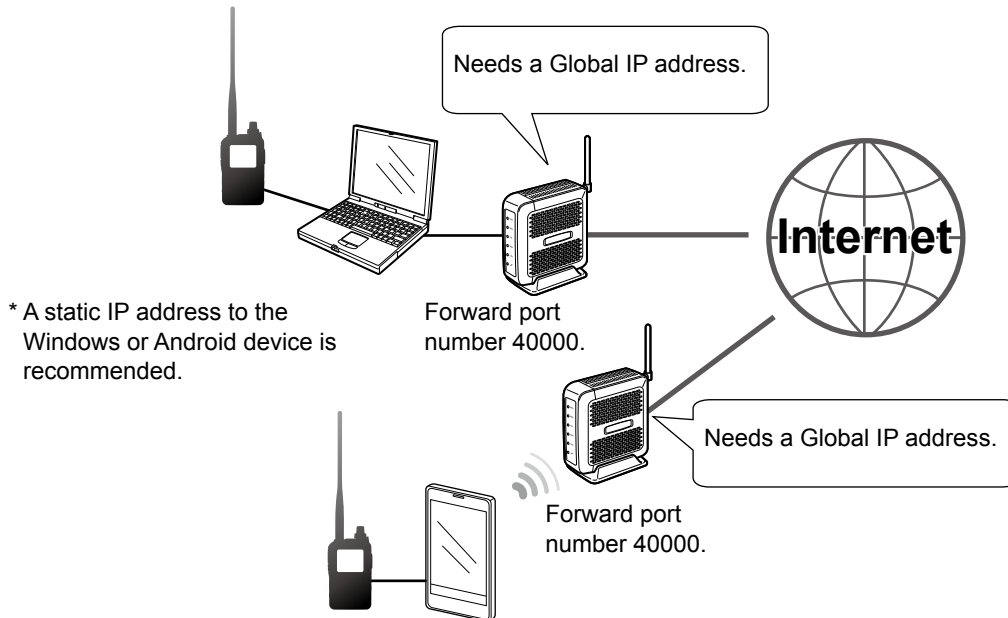 Needs a Global IP address.
Internet
* A static IP address to the
Windows or Android device is
recommended.
Forward port
number 40000.
Needs a Global IP address.
Forward port
number 40000.